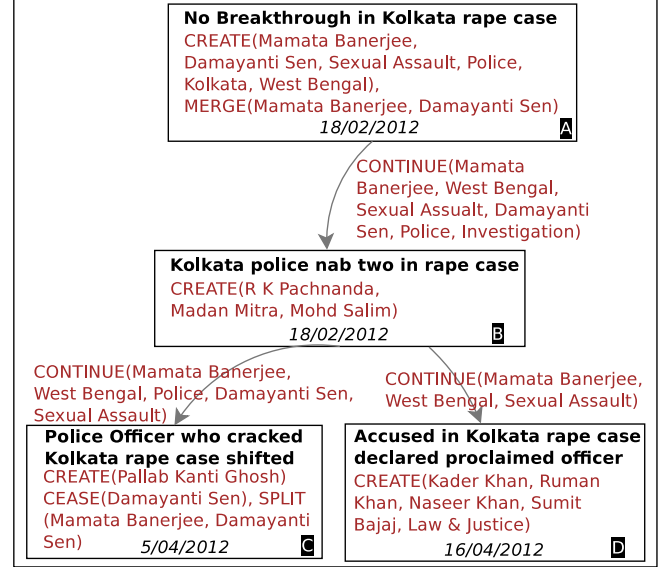 No Breakthrough in Kolkata rape case
CREATE(Mamata Banerjee,
Damayanti Sen, Sexual Assault, Police,
Kolkata, West Bengal),
MERGE(Mamata Banerjee, Damayanti Sen)
18/02/2012
A
CONTINUE(Mamata
Banerjee, West Bengal,
Sexual Assualt, Damayanti
Sen, Police, Investigation)
Kolkata police nab two in rape case
CREATE(R K Pachnanda,
Madan Mitra, Mohd Salim)
18/02/2012
B
CONTINUE(Mamata Banerjee,
West Bengal, Police, Damayanti Sen,
Sexual Assault)
CONTINUE(Mamata Banerjee,
West Bengal, Sexual Assault)
Police Officer who cracked
Kolkata rape case shifted
CREATE(Pallab Kanti Ghosh)
CEASE(Damayanti Sen), SPLIT
(Mamata Banerjee, Damayanti
Sen)
5/04/2012
C
Accused in Kolkata rape case
declared proclaimed officer
CREATE(Kader Khan, Ruman
Khan, Naseer Khan, Sumit
Bajaj, Law & Justice)
16/04/2012
D